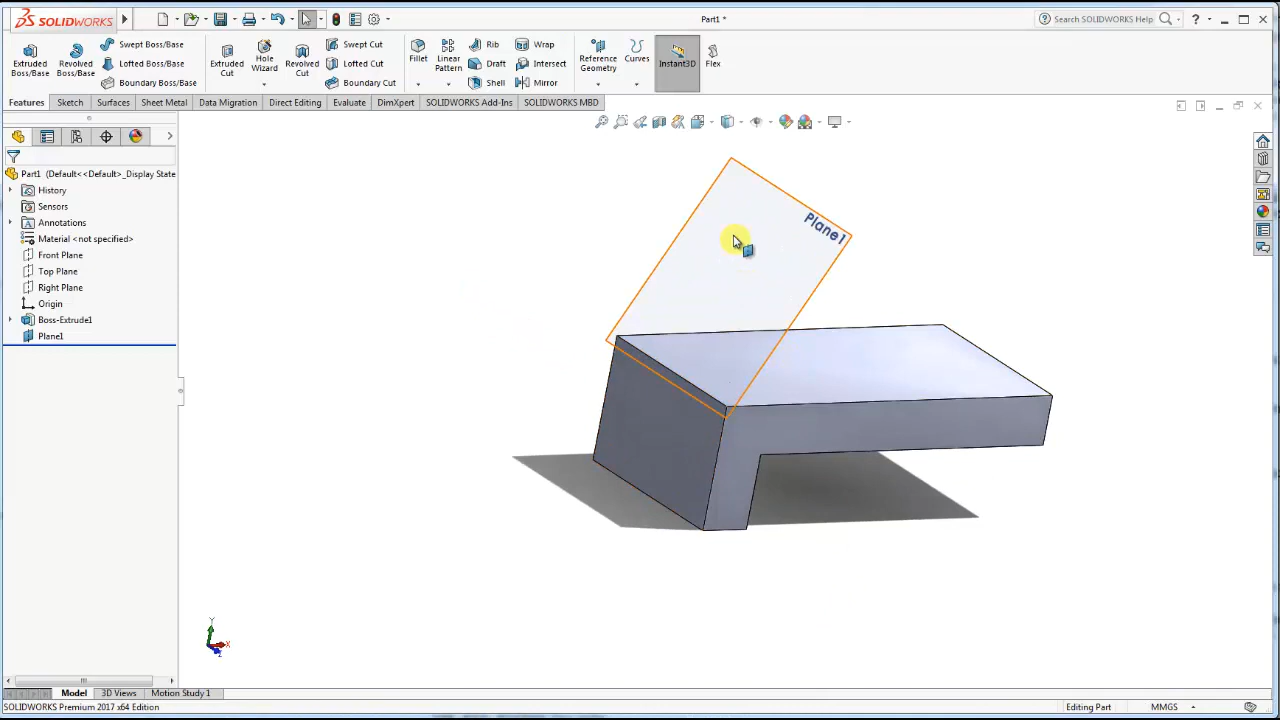 SOLIDWORKS
Part1 *
Search SOLIDWORKS Help
Extruded Boss/Base
Revolved Boss/Base
Swept Boss/Base
Lofted Boss/Base
Boundary Boss/Base
Extruded Cut
Hole Wizard
Revolved Cut
Swept Cut
Lofted Cut
Boundary Cut
Fillet
Linear Pattern
Rib
Draft
Shell
Wrap
Intersect
Mirror
Reference Geometry
Curves
Instant3D
Flex
Features
Sketch
Surfaces
Sheet Metal
Data Migration
Direct Editing
Evaluate
DimXpert
SOLIDWORKS Add-Ins
SOLIDWORKS MBD
Part1 (Default<<Default>_Display State
History
Sensors
Annotations
Material <not specified>
Front Plane
Top Plane
Right Plane
Origin
Boss-Extrude1
Plane1
Plane1
Y
X
Z
Model
3D Views
Motion Study 1
SOLIDWORKS Premium 2017 x64 Edition
Editing Part
MMGS